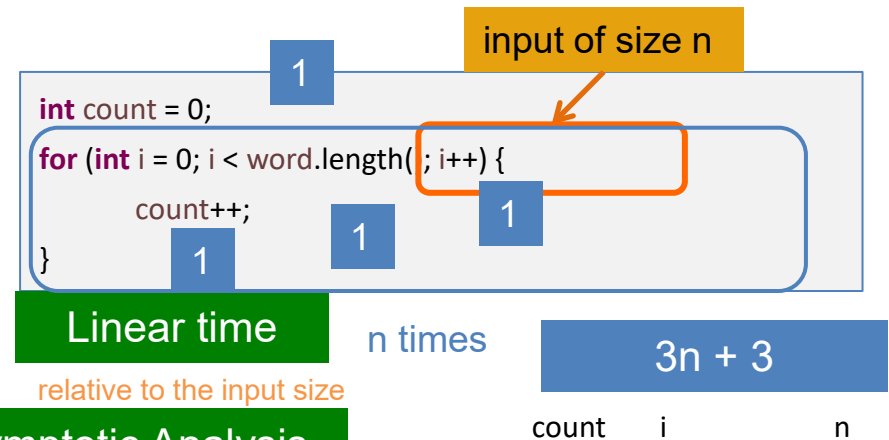 input of size n
1
int count = 0;
for (int i = 0; i < word.length(); i++) {
count++;
1
1
}
1
Linear time
n times
3n + 3
relative to the input size
Analysis
count i n